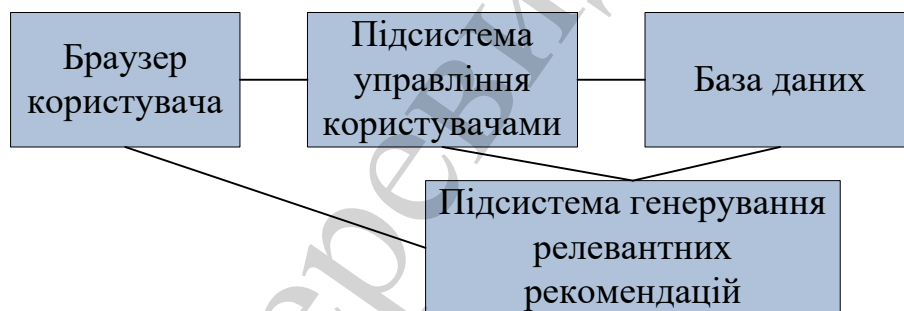 Браузер
користувача
Підсистема
управління
користувачами
База даних
Підсистема генерування
релевантних
рекомендацій